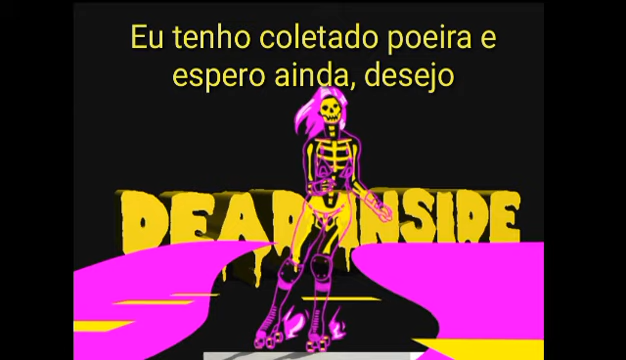 Eu tenho coletado poeira e
espero ainda, desejo
DEAD INSIDE